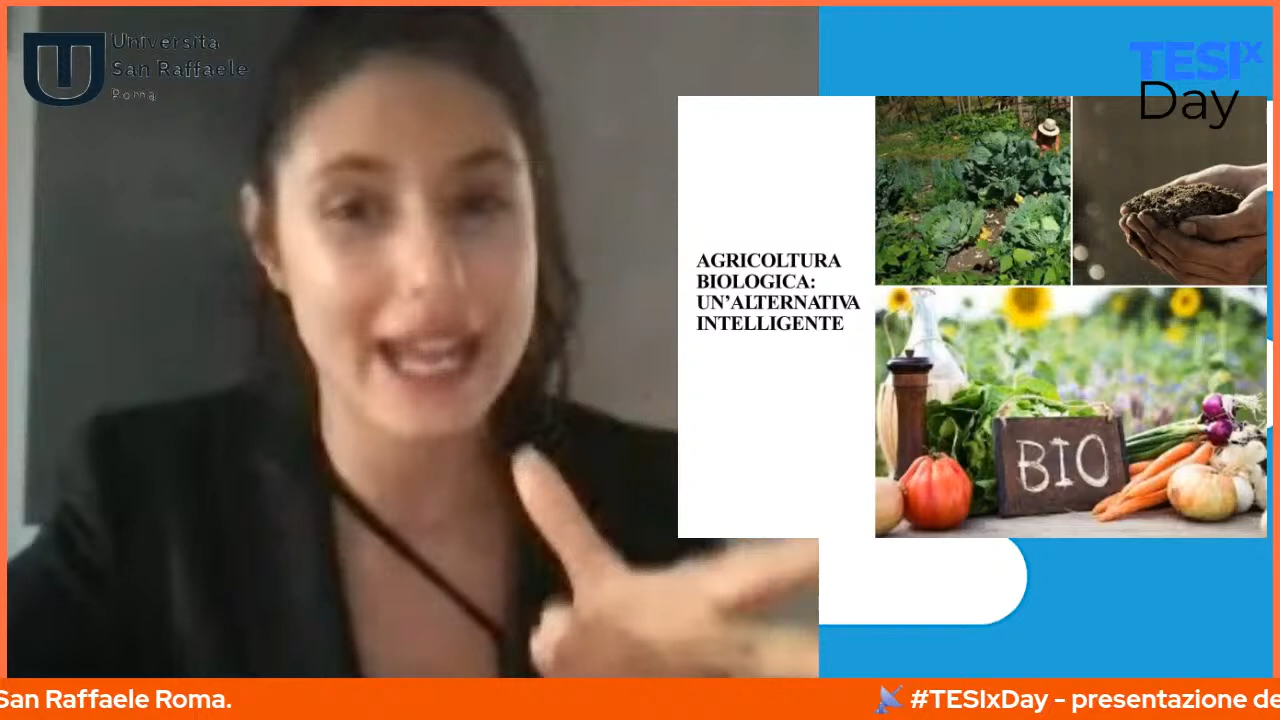 Università
San Raffaele
Roma
TESIx
Day
AGRICOLTURA
BIOLOGICA:
UN'ALTERNATIVA
INTELLIGENTE
BIO
San Raffaele Roma.
#TESIxDay - presentazione de